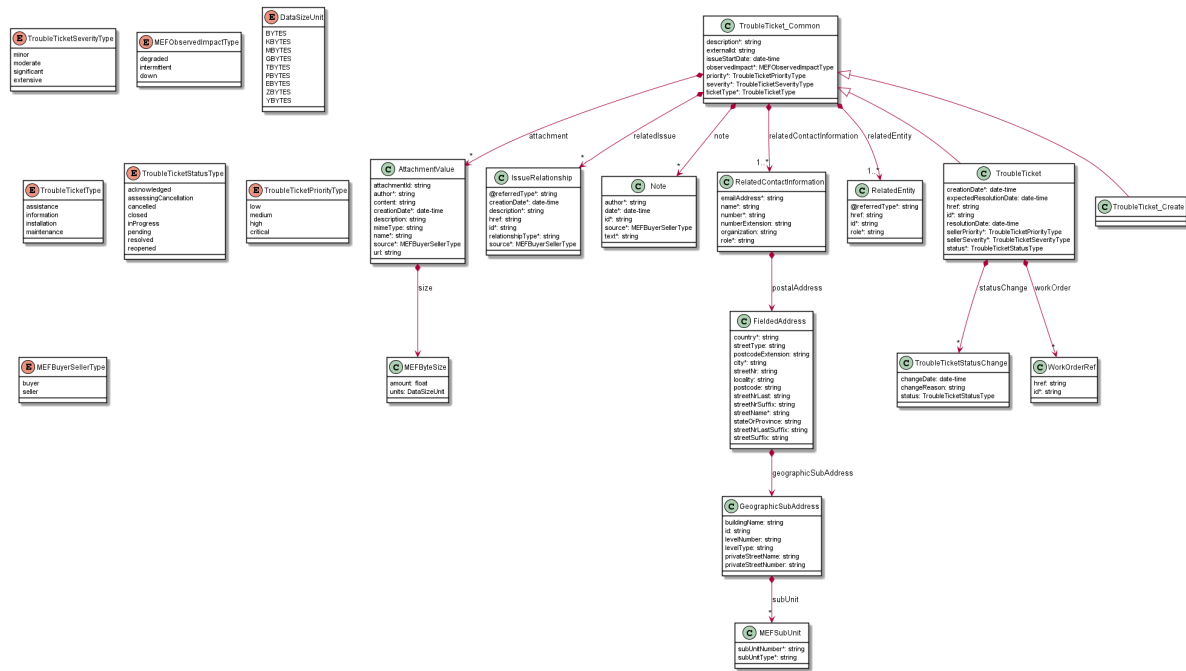 E TroubleTicketSeverityType
minor
moderate
significant
extensive
E MEFObservedImpactType
degraded
intermittent
down
E DataSizeUnit
BYTES
KBYTES
MBYTES
GBYTES
TBYTES
PBYTES
EBYTES
ZBYTES
YBYTES
C TroubleTicket_Common
description*: string
externalId: string
issueStartDate: date-time
observedImpact*: MEFObservedImpactType
priority*: TroubleTicketPriorityType
severity*: TroubleTicketSeverityType
ticketType*: TroubleTicketType
attachment
relatedIssue
note
relatedContactInformation
relatedEntity
*
*
*
1..*
1..*
E TroubleTicketType
assistance
information
installation
maintenance
E TroubleTicketStatusType
acknowledged
assessingCancellation
cancelled
closed
inProgress
pending
resolved
reopened
E TroubleTicketPriorityType
low
medium
high
critical
C AttachmentValue
attachmentId: string
author*: string
content: string
creationDate*: date-time
description: string
mimeType: string
name*: string
source*: MEFBuyerSellerType
url: string
C IssueRelationship
@referredType*: string
creationDate*: date-time
description*: string
href: string
id*: string
relationshipType*: string
source*: MEFBuyerSellerType
C Note
author*: string
date*: date-time
id*: string
source*: MEFBuyerSellerType
text*: string
C RelatedContactInformation
emailAddress*: string
name*: string
number*: string
numberExtension: string
organization: string
role*: string
C RelatedEntity
@referredType*: string
href: string
id*: string
role*: string
C TroubleTicket
creationDate*: date-time
expectedResolutionDate: date-time
href: string
id*: string
resolutionDate: date-time
sellerPriority*: TroubleTicketPriorityType
sellerSeverity*: TroubleTicketSeverityType
status*: TroubleTicketStatusType
C TroubleTicket_Create
size
postalAddress
statusChange
workOrder
*
*
E MEFBuyerSellerType
buyer
seller
C MEFByteSize
amount: float
units: DataSizeUnit
C FieldedAddress
country*: string
streetType: string
postcodeExtension: string
city*: string
streetNr: string
locality: string
postcode: string
streetNrLast: string
streetNrSuffix: string
streetName*: string
stateOrProvince: string
streetNrLastSuffix: string
streetSuffix: string
C TroubleTicketStatusChange
changeDate: date-time
changeReason: string
status: TroubleTicketStatusType
C WorkOrderRef
href: string
id*: string
geographicSubAddress
C GeographicSubAddress
buildingName: string
id: string
levelNumber: string
levelType: string
privateStreetName: string
privateStreetNumber: string
subUnit
*
C MEFSubUnit
subUnitNumber*: string
subUnitType*: string